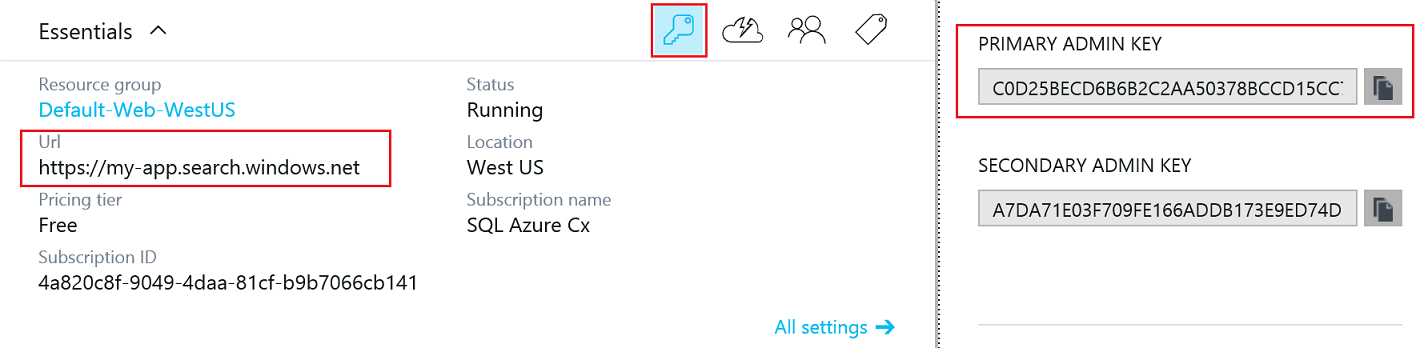 Essentials
Resource group
Default-Web-WestUS
Url
https://my-app.search.windows.net
Pricing tier
Free
Subscription ID
4a820c8f-9049-4daa-81cf-b9b7066cb141
Status
Running
Location
West US
Subscription name
SQL Azure Cx
All settings
PRIMARY ADMIN KEY
C0D25BECD6B6B2C2AA50378BCCD15CC7
SECONDARY ADMIN KEY
A7DA71E03F709FE166ADDB173E9ED74D